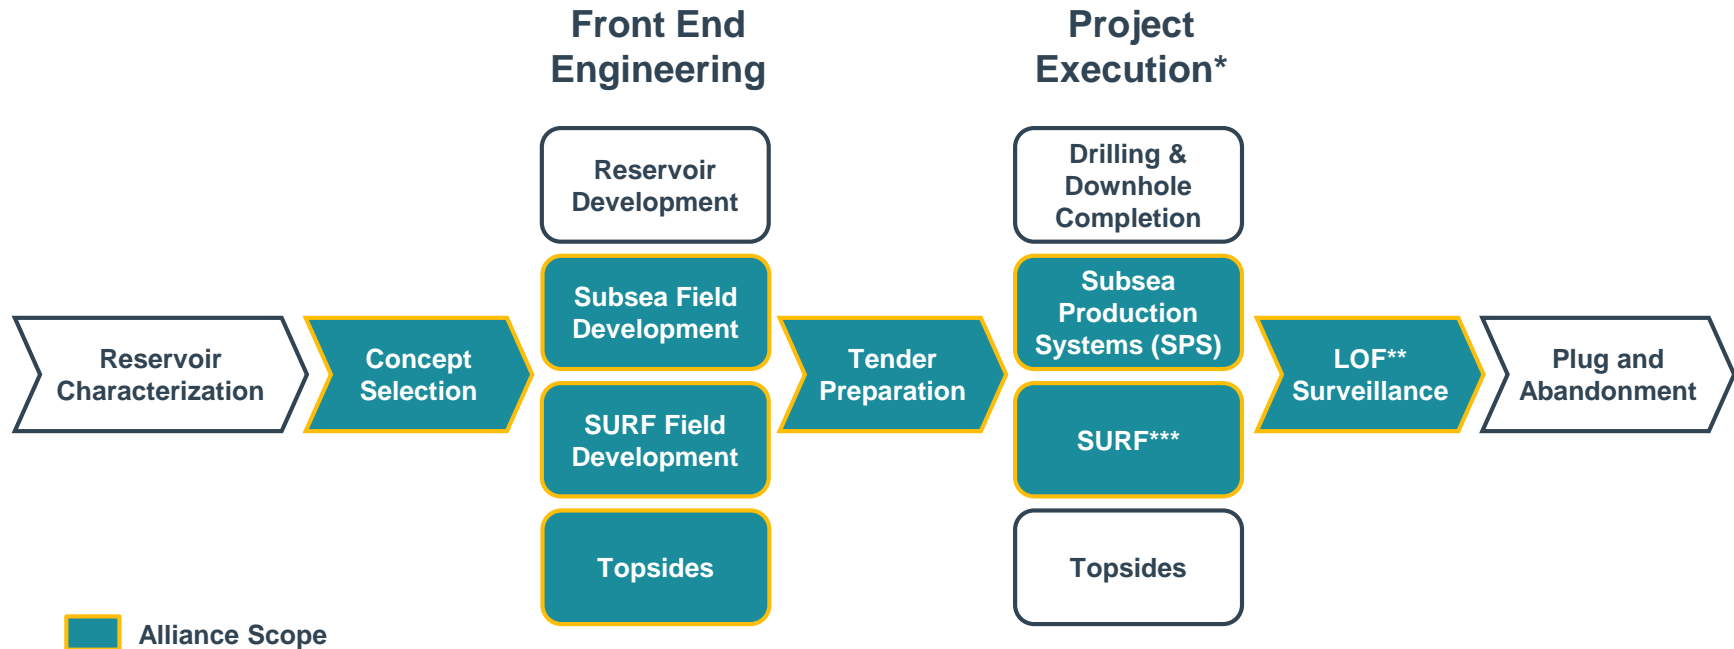 Front End
Engineering
Project
Execution*
Reservoir
Development
Drilling &
Downhole
Completion
Subsea Field
Development
Subsea
Production
Systems (SPS)
Reservoir
Characterization
Concept
Selection
Tender
Preparation
LOF**
Surveillance
Plug and
Abandonment
SURF Field
Development
SURF***
Topsides
Topsides
Alliance Scope